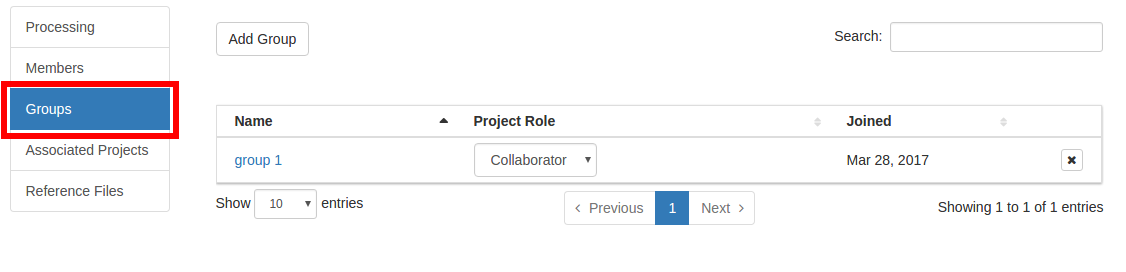 Processing
Members
Groups
Associated Projects
Reference Files
Add Group
Search:
Name Project Role Joined
group 1 Collaborator Mar 28, 2017
Show 10 entries
Previous 1 Next
Showing 1 to 1 of 1 entries